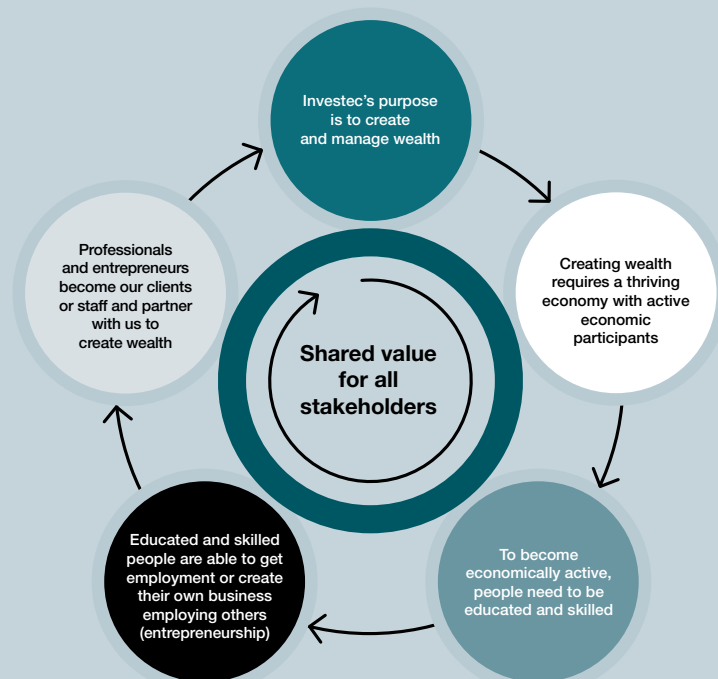 Investec's purpose
is to create
and manage wealth
Creating wealth
requires a thriving
economy with active
economic
participants
To become
economically active,
people need to be
educated and skilled
Educated and skilled
people are able to get
employment or create
their own business
employing others
(entrepreneurship)
Professionals
and entrepreneurs
become our clients
or staff and partner
with us to
create wealth
Shared value
for all
stakeholders